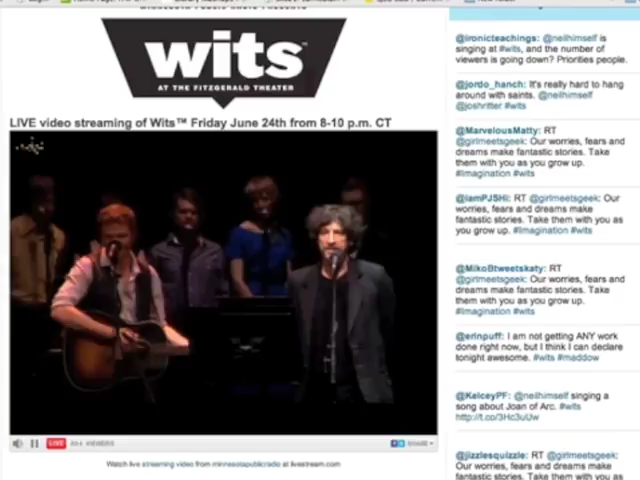 MINNESOTA PUBLIC RADIO PRESENTS
wits™
AT THE FITZGERALD THEATER
LIVE video streaming of Wits™ Friday June 24th from 8-10 p.m. CT
LIVE
VIEWERS
SHARE
Watch live streaming video from minnesotapublicradio at livestream.com
@ironicteachings: @neilhimself is
singing at #wits, and the number of
viewers is going down? Priorities people.
@jordo_hanch: It's really hard to hang
around with saints. @neilhimself
@joshritter #wits
@MarvelousMatty: RT
@girlmeetsgeek: Our worries, fears and
dreams make fantastic stories. Take
them with you as you grow up.
#Imagination #wits
@IamPJSHi: RT @girlmeetsgeek: Our
worries, fears and dreams make
fantastic stories. Take them with you as
you grow up. #Imagination #wits
@MikoBtweetskaty: RT
@girlmeetsgeek: Our worries, fears and
dreams make fantastic stories. Take
them with you as you grow up.
#Imagination #wits
@erinpuff: I am not getting ANY work
done right now, but I think I can declare
tonight awesome. #wits #maddow
@KelceyPF: @neilhimself singing a
song about Joan of Arc. #wits
http://t.co/3Hc3uUw
@jizzlesquizzle: RT @girlmeetsgeek:
Our worries, fears and dreams make
fantastic stories. Take them with you as